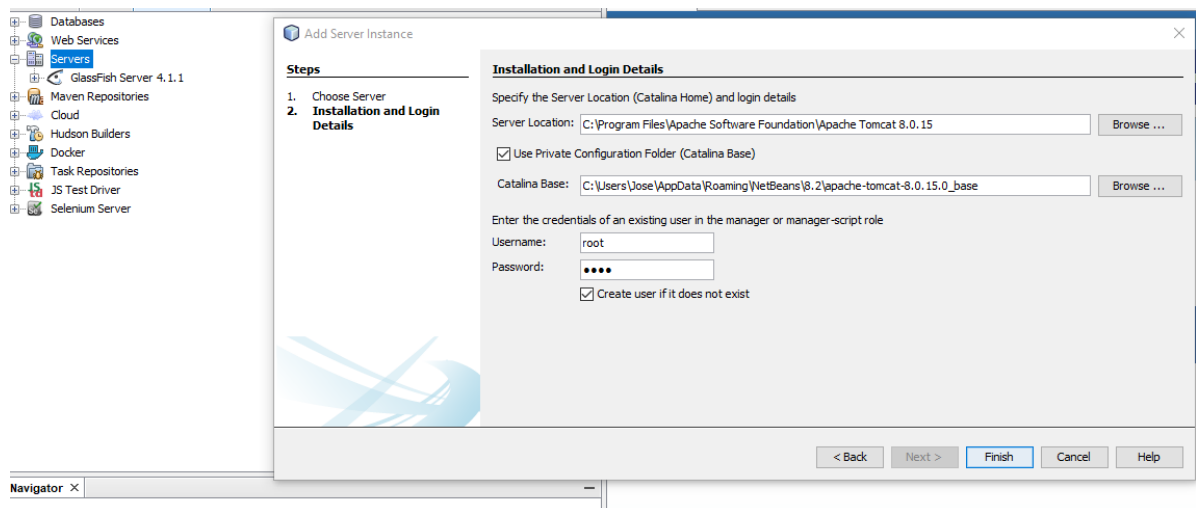 Databases
Web Services
Servers
GlassFish Server 4.1.1
Maven Repositories
Cloud
Hudson Builders
Docker
Task Repositories
JS Test Driver
Selenium Server
Navigator
Add Server Instance
Steps
1. Choose Server
2. Installation and Login
Details
Installation and Login Details
Specify the Server Location (Catalina Home) and login details
Server Location: C:\Program Files\Apache Software Foundation\Apache Tomcat 8.0.15 Browse ...
Use Private Configuration Folder (Catalina Base)
Catalina Base: C:\Users\Jose\AppData\Roaming\NetBeans\8.2\apache-tomcat-8.0.15.0_base Browse ...
Enter the credentials of an existing user in the manager or manager-script role
Username: root
Password: ●●●●
Create user if it does not exist
< Back Next > Finish Cancel Help